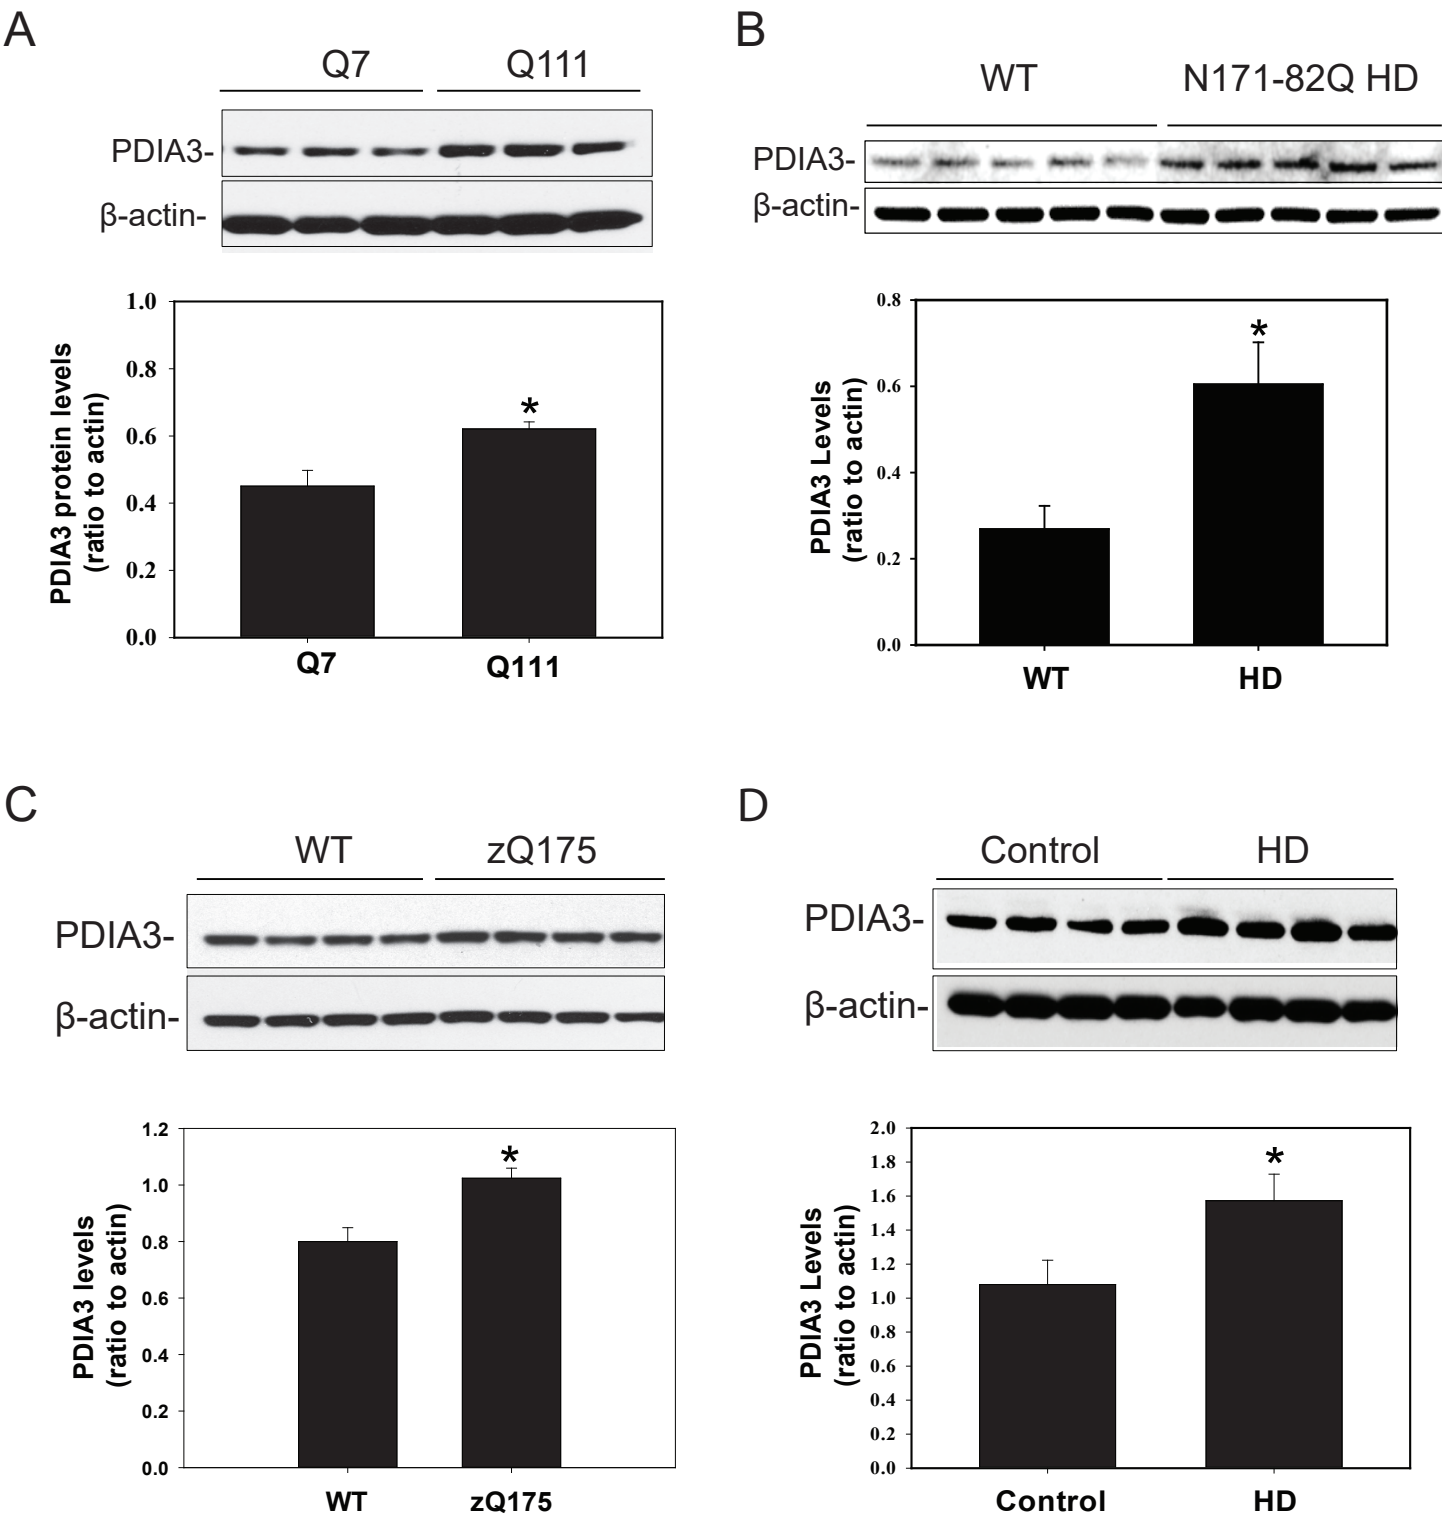 A
Q7 Q111
PDIA3-
β-actin-
1.0
0.8
0.6
0.4
0.2
0.0
PDIA3 protein levels
(ratio to actin)
*
Q7 Q111
B
WT N171-82Q HD
PDIA3-
β-actin-
0.8
0.6
0.4
0.2
0.0
PDIA3 Levels
(ratio to actin)
*
WT HD
C
WT zQ175
PDIA3-
β-actin-
1.2
1.0
0.8
0.6
0.4
0.2
0.0
PDIA3 levels
(ratio to actin)
*
WT zQ175
D
Control HD
PDIA3-
β-actin-
2.0
1.8
1.6
1.4
1.2
1.0
0.8
0.6
0.4
0.2
0.0
PDIA3 Levels
(ratio to actin)
*
Control HD